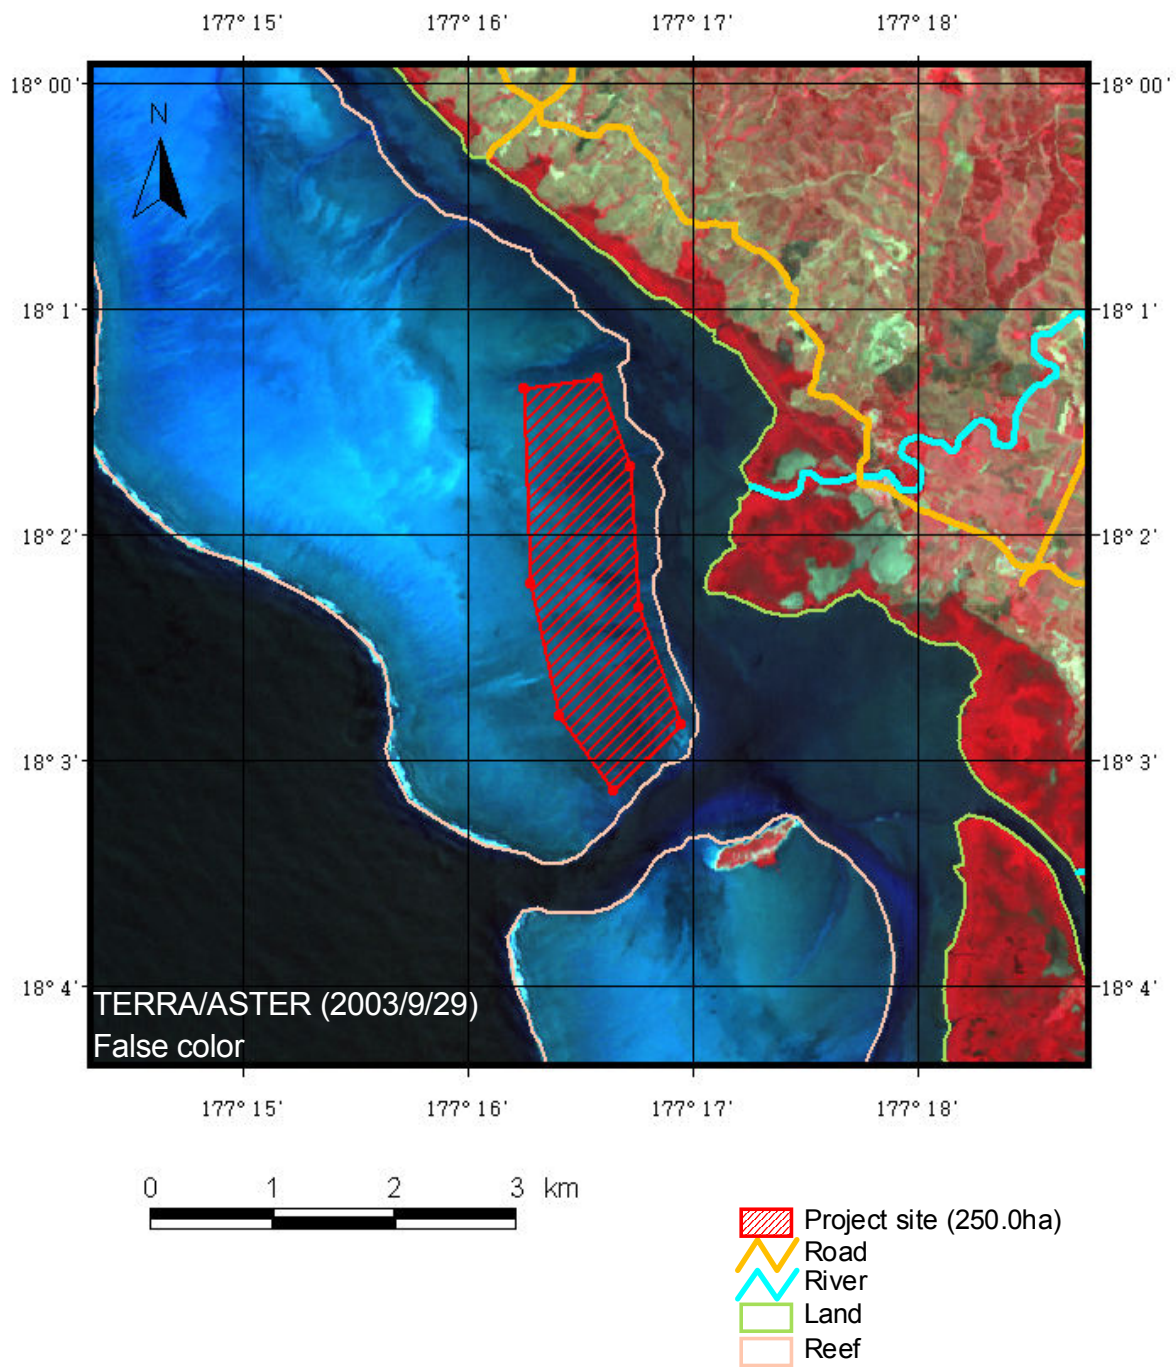 177° 15' 177° 16' 177° 17' 177° 18'
18° 00' 18° 00'
N
18° 1' 18° 1'
18° 2' 18° 2'
18° 3' 18° 3'
18° 4' 18° 4'
TERRA/ASTER (2003/9/29)
False color
177° 15' 177° 16' 177° 17' 177° 18'
0 1 2 3 km
Project site (250.0ha)
Road
River
Land
Reef